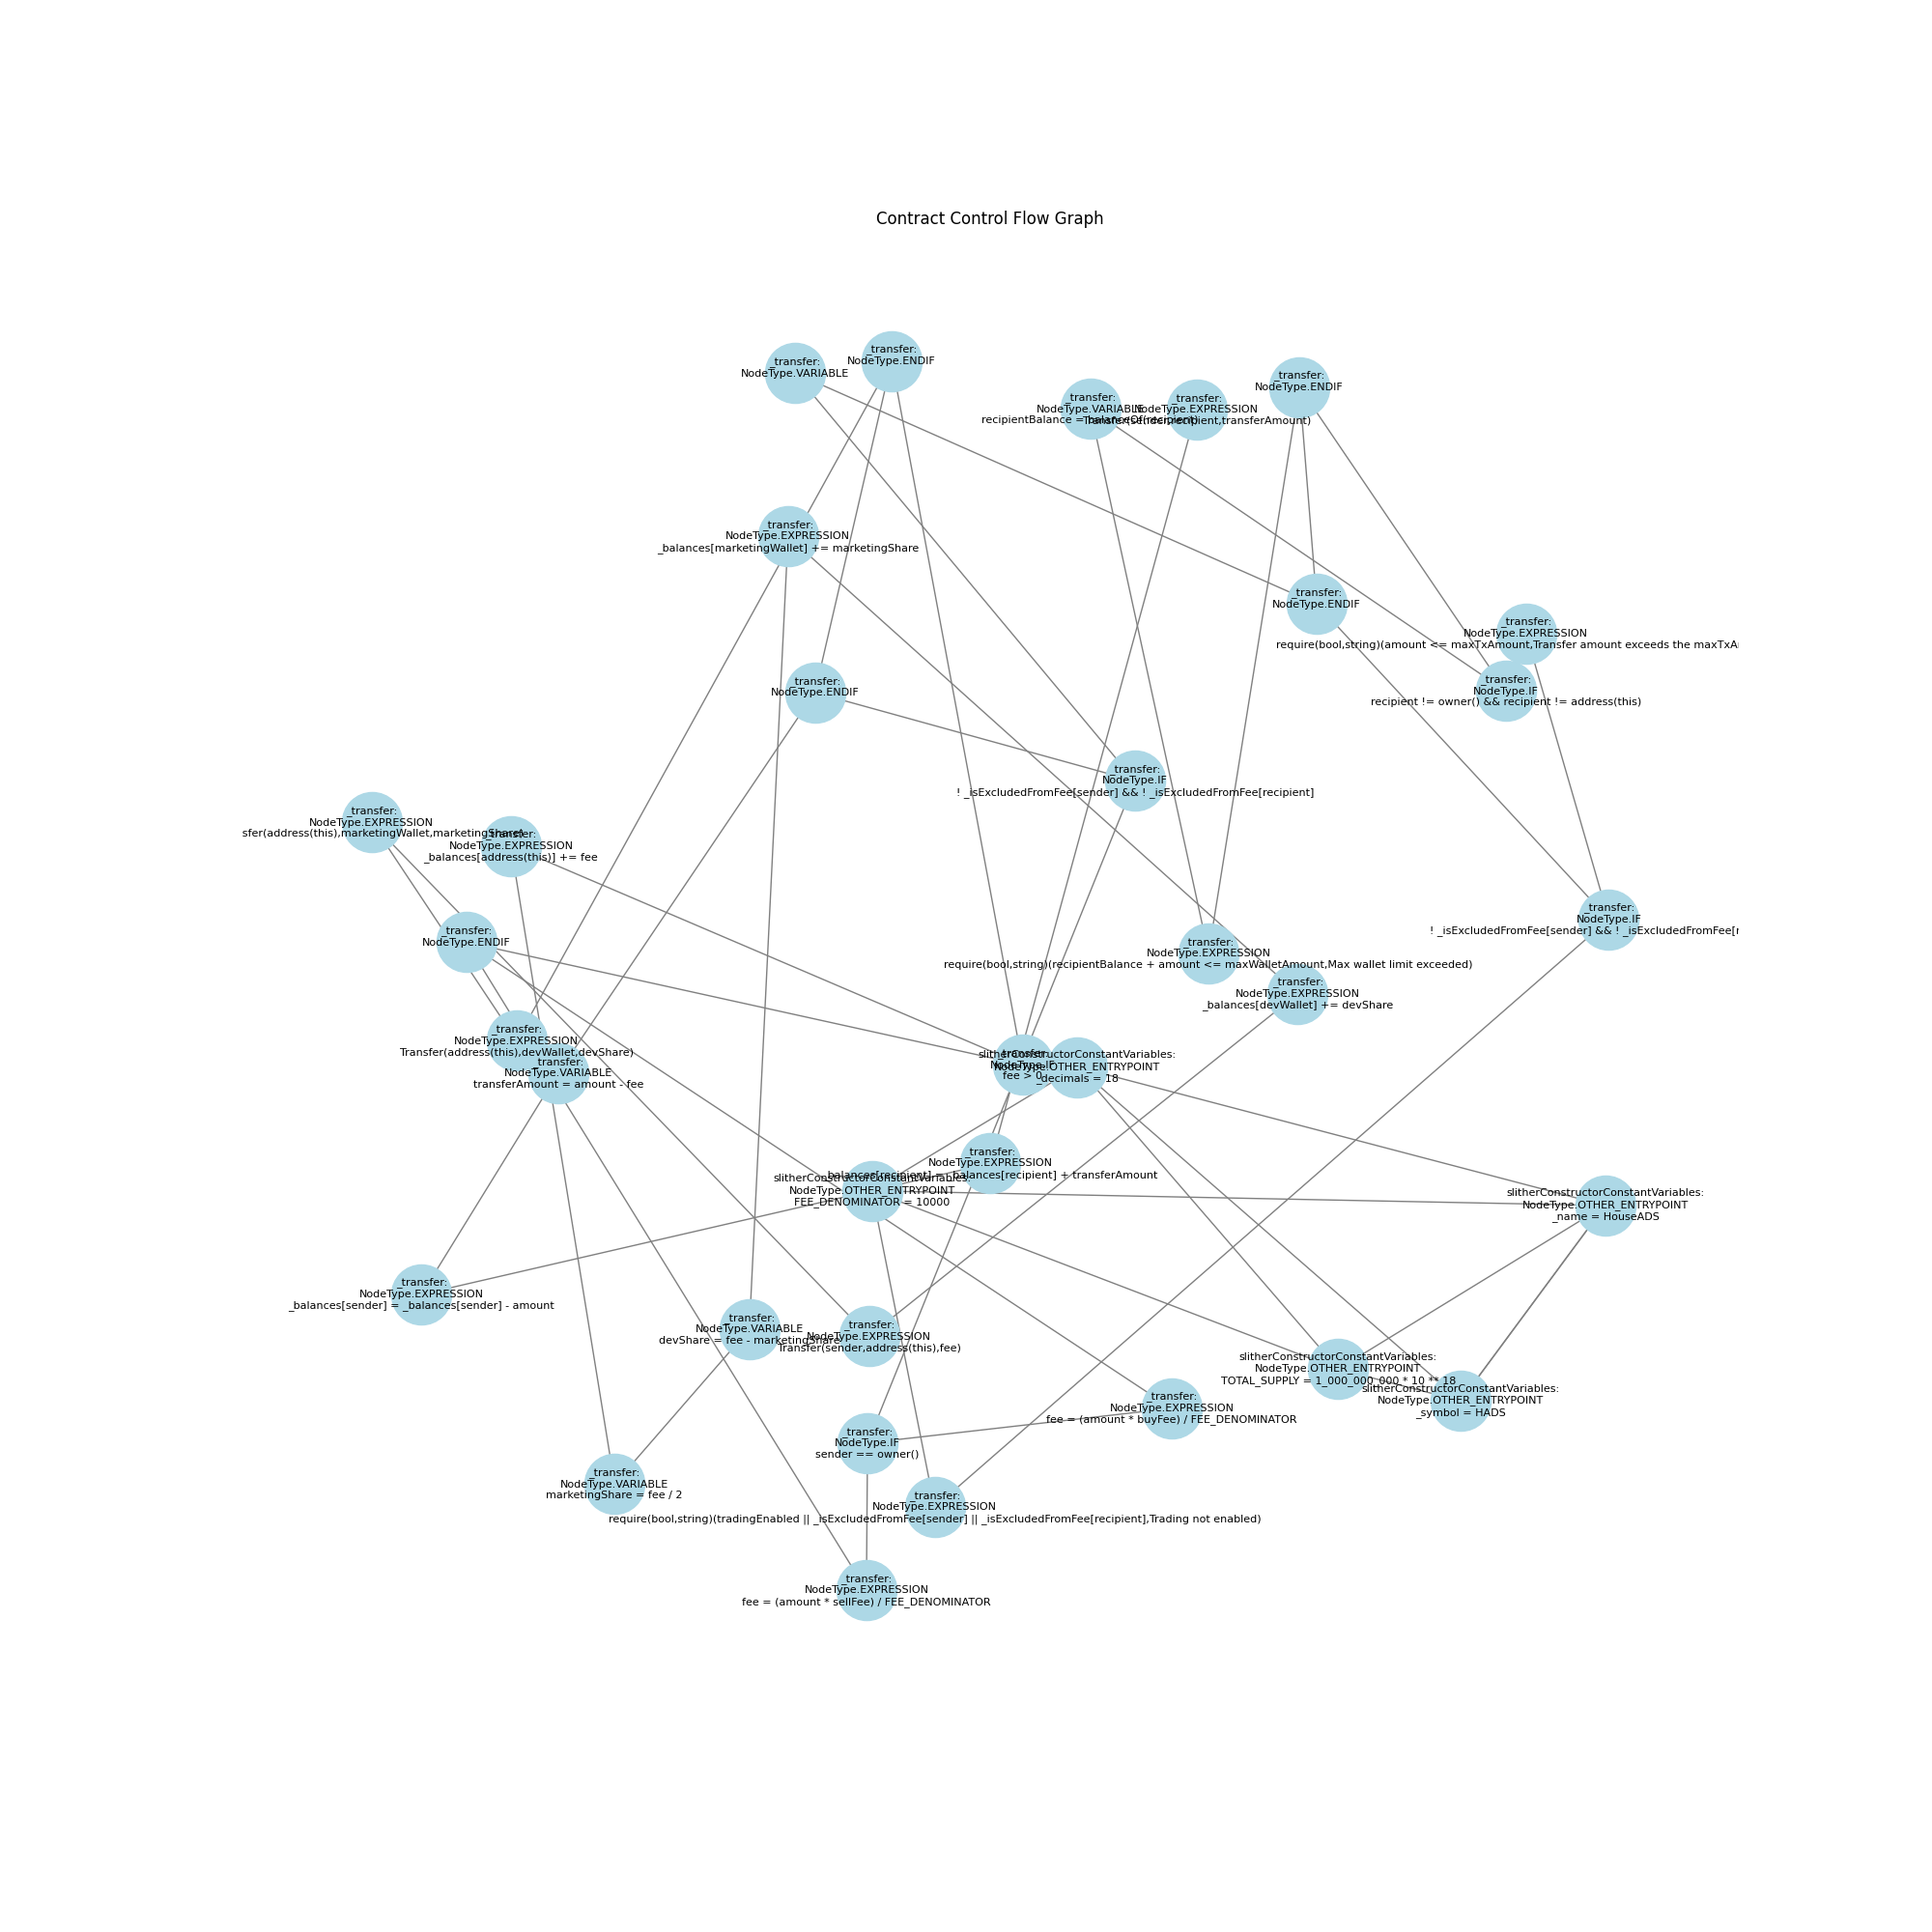 Contract Control Flow Graph
_transfer:
NodeType.ENDIF
_transfer:
NodeType.VARIABLE
_transfer:
NodeType.ENDIF
_transfer:
NodeType.VARIABLE
recipientBalance = balanceOf(recipient)
_transfer:
NodeType.EXPRESSION
Transfer(sender,recipient,transferAmount)
_transfer:
NodeType.EXPRESSION
_balances[marketingWallet] += marketingShare
_transfer:
NodeType.ENDIF
_transfer:
NodeType.EXPRESSION
require(bool,string)(amount <= maxTxAmount,Transfer amount exceeds the maxTxA
_transfer:
NodeType.ENDIF
_transfer:
NodeType.IF
recipient != owner() && recipient != address(this)
_transfer:
NodeType.IF
! _isExcludedFromFee[sender] && ! _isExcludedFromFee[recipient]
_transfer:
NodeType.EXPRESSION
sfer(address(this),marketingWallet,marketingShare)
_transfer:
NodeType.EXPRESSION
_balances[address(this)] += fee
_transfer:
NodeType.IF
! _isExcludedFromFee[sender] && ! _isExcludedFromFee[r
_transfer:
NodeType.ENDIF
_transfer:
NodeType.EXPRESSION
require(bool,string)(recipientBalance + amount <= maxWalletAmount,Max wallet limit exceeded)
_transfer:
NodeType.EXPRESSION
_balances[devWallet] += devShare
_transfer:
NodeType.EXPRESSION
Transfer(address(this),devWallet,devShare)
_transfer:
NodeType.VARIABLE
transferAmount = amount - fee
_transfer:
NodeType.IF
fee > 0
slitherConstructorConstantVariables:
NodeType.OTHER_ENTRYPOINT
_decimals = 18
_transfer:
NodeType.EXPRESSION
_balances[recipient] = _balances[recipient] + transferAmount
slitherConstructorConstantVariables:
NodeType.OTHER_ENTRYPOINT
FEE_DENOMINATOR = 10000
slitherConstructorConstantVariables:
NodeType.OTHER_ENTRYPOINT
_name = HouseADS
_transfer:
NodeType.EXPRESSION
_balances[sender] = _balances[sender] - amount
_transfer:
NodeType.VARIABLE
devShare = fee - marketingShare
_transfer:
NodeType.EXPRESSION
Transfer(sender,address(this),fee)
slitherConstructorConstantVariables:
NodeType.OTHER_ENTRYPOINT
TOTAL_SUPPLY = 1_000_000_000 * 10 ** 18
slitherConstructorConstantVariables:
NodeType.OTHER_ENTRYPOINT
_symbol = HADS
_transfer:
NodeType.EXPRESSION
fee = (amount * buyFee) / FEE_DENOMINATOR
_transfer:
NodeType.IF
sender == owner()
_transfer:
NodeType.VARIABLE
marketingShare = fee / 2
_transfer:
NodeType.EXPRESSION
require(bool,string)(tradingEnabled || _isExcludedFromFee[sender] || _isExcludedFromFee[recipient],Trading not enabled)
_transfer:
NodeType.EXPRESSION
fee = (amount * sellFee) / FEE_DENOMINATOR